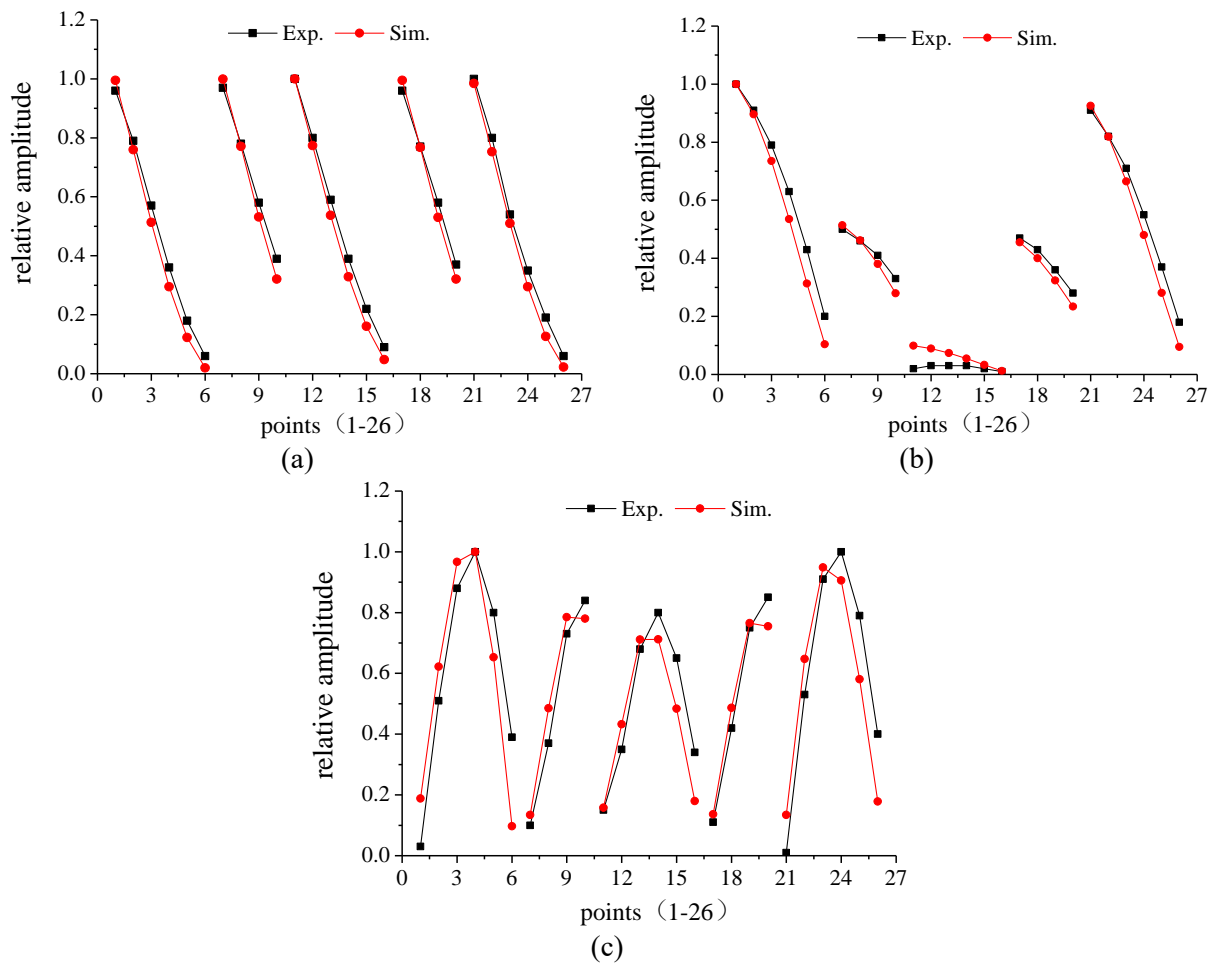 1.2
Exp. Sim.
1.0
0.8
0.6
0.4
0.2
0.0
0 3 6 9 12 15 18 21 24 27
relative amplitude
points（1-26）
(a)
1.2
Exp. Sim.
1.0
0.8
0.6
0.4
0.2
0.0
0 3 6 9 12 15 18 21 24 27
relative amplitude
points（1-26）
(b)
1.2
Exp. Sim.
1.0
0.8
0.6
0.4
0.2
0.0
0 3 6 9 12 15 18 21 24 27
relative amplitude
points（1-26）
(c)